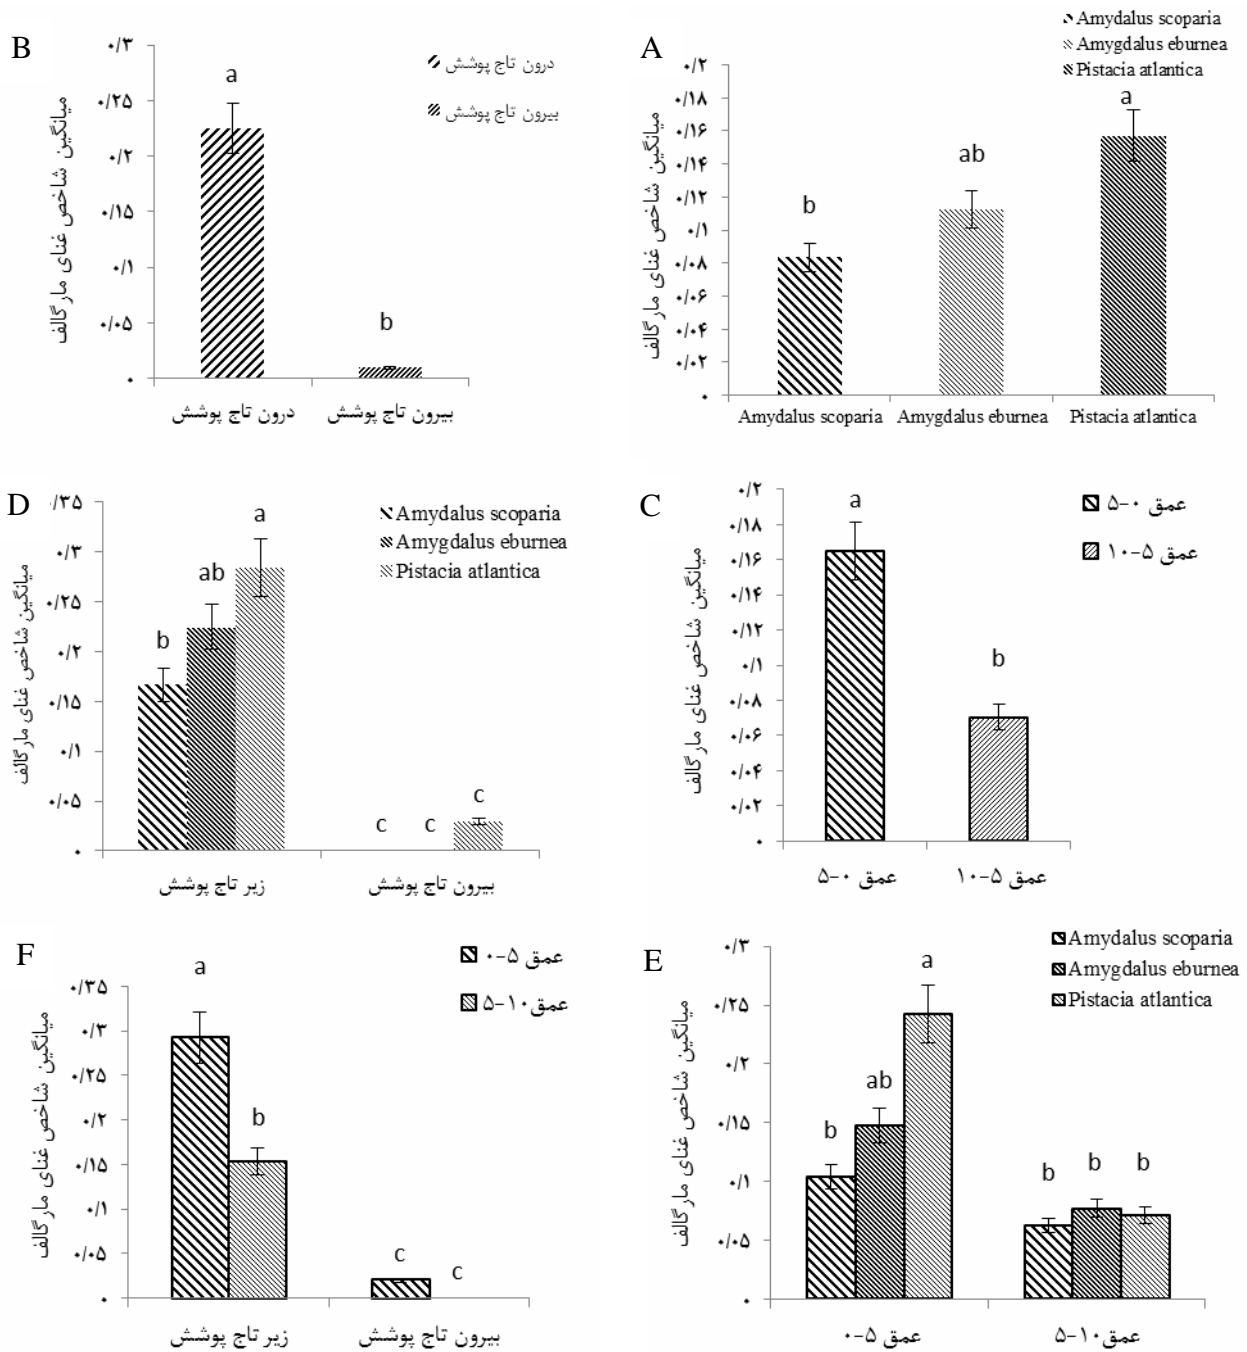 B
۰/۳
۰/۲۵
۰/۲
۰/۱۵
۰/۱
۰/۰۵
۰
میانگین شاخص غنای مارگالف
a
b
درون تاج پوشش
بیرون تاج پوشش
درون تاج پوشش
بیرون تاج پوشش
A
۰/۲
۰/۱۸
۰/۱۶
۰/۱۴
۰/۱۲
۰/۱
۰/۰۸
۰/۰۶
۰/۰۴
۰/۰۲
۰
میانگین شاخص غنای مارگالف
Amydalus scoparia
Amygdalus eburnea
Pistacia atlantica
b
ab
a
Amydalus scoparia
Amygdalus eburnea
Pistacia atlantica
D
۰/۳۵
۰/۳
۰/۲۵
۰/۲
۰/۱۵
۰/۱
۰/۰۵
۰
میانگین شاخص غنای مارگالف
Amydalus scoparia
Amygdalus eburnea
Pistacia atlantica
b
ab
a
c
c
c
زیر تاج پوشش
بیرون تاج پوشش
C
۰/۲
۰/۱۸
۰/۱۶
۰/۱۴
۰/۱۲
۰/۱
۰/۰۸
۰/۰۶
۰/۰۴
۰/۰۲
۰
میانگین شاخص غنای مارگالف
عمق ۰-۵
عمق ۵-۱۰
a
b
عمق ۰-۵
عمق ۵-۱۰
F
۰/۳۵
۰/۳
۰/۲۵
۰/۲
۰/۱۵
۰/۱
۰/۰۵
۰
میانگین شاخص غنای مارگالف
عمق ۵-۰
عمق۱۰-۵
a
b
c
c
زیر تاج پوشش
بیرون تاج پوشش
E
۰/۳
۰/۲۵
۰/۲
۰/۱۵
۰/۱
۰/۰۵
۰
میانگین شاخص غنای مارگالف
Amydalus scoparia
Amygdalus eburnea
Pistacia atlantica
b
ab
a
b
b
b
عمق ۵-۰
عمق۱۰-۵